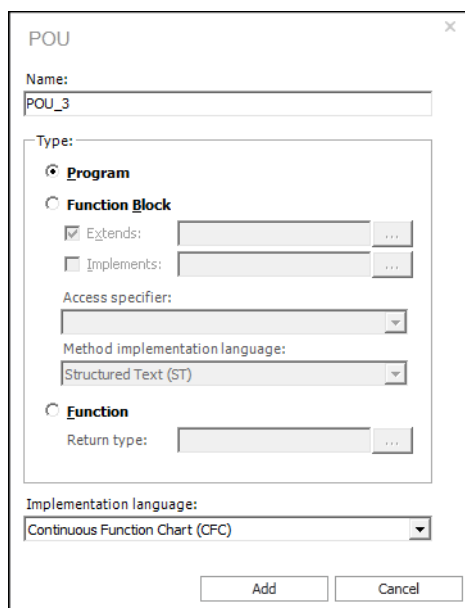 POU
Name:
POU_3
Type:
Program
Function Block
Extends:
...
Implements:
...
Access specifier:
Method implementation language:
Structured Text (ST)
Function
Return type:
...
Implementation language:
Continuous Function Chart (CFC)
Add Cancel